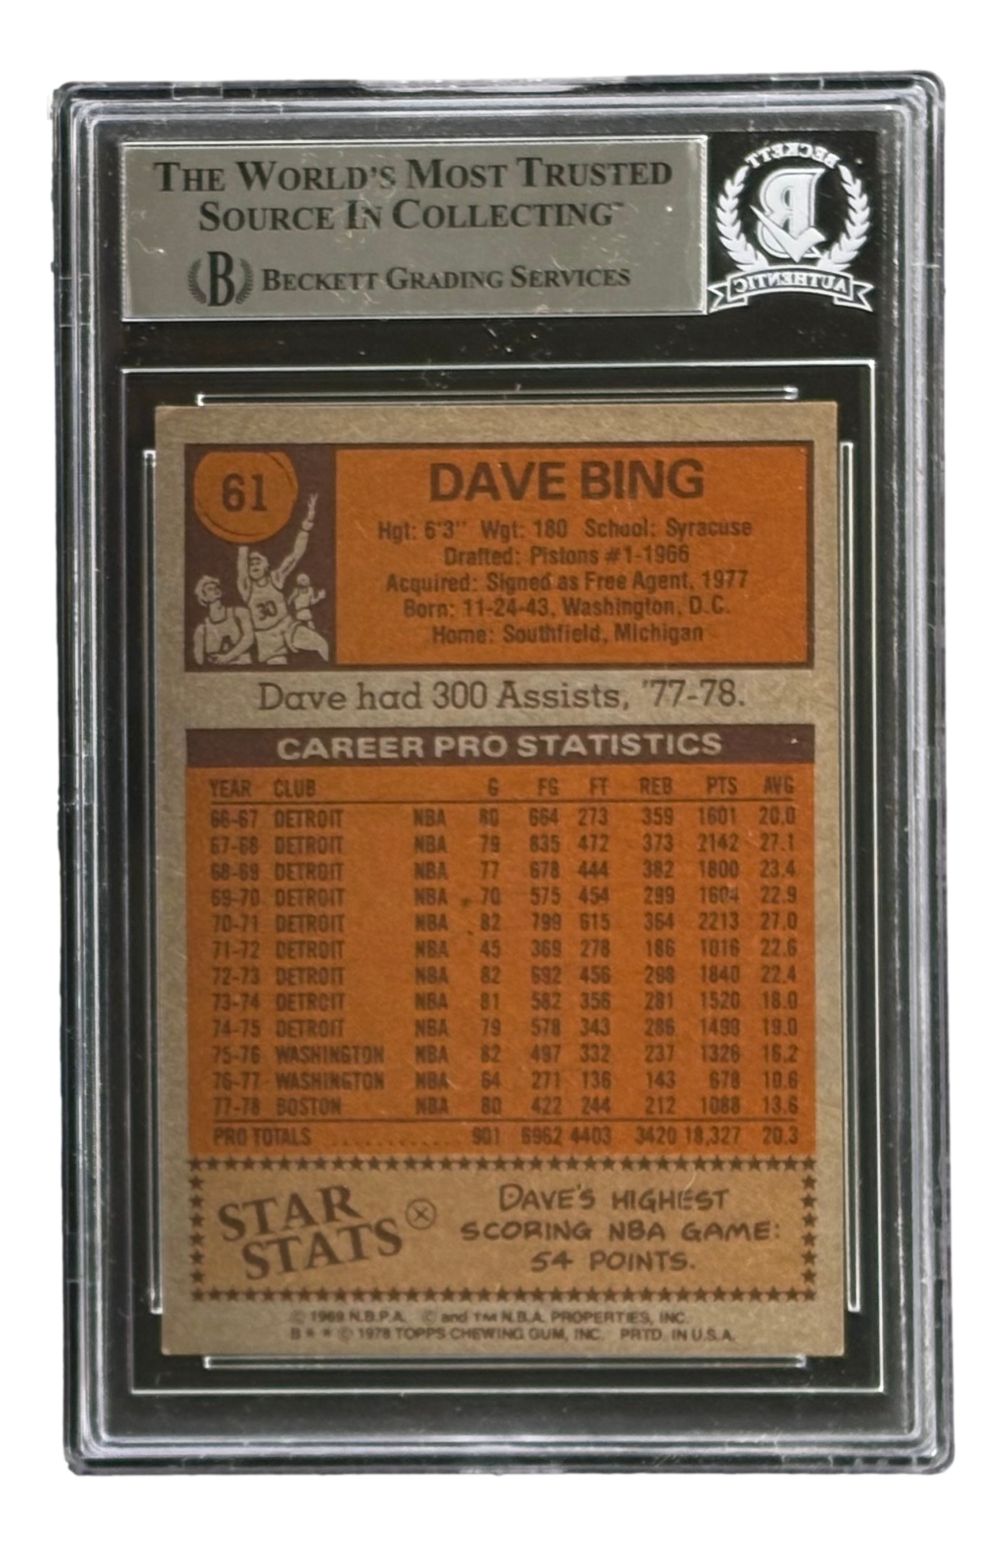 THE WORLD'S MOST TRUSTED
SOURCE IN COLLECTING™
B BECKETT GRADING SERVICES
BECKETT
B
AUTHENTIC
61
30
DAVE BING
Hgt: 6'3" Wgt: 180 School: Syracuse
Drafted: Pistons #1-1966
Acquired: Signed as Free Agent, 1977
Born: 11-24-43, Washington, D.C.
Home: Southfield, Michigan
Dave had 300 Assists, '77-78.
CAREER PRO STATISTICS
YEAR CLUB G FG FT REB PTS AVG
66-67 DETROIT NBA 80 664 273 359 1601 20.0
67-68 DETROIT NBA 79 835 472 373 2142 27.1
68-69 DETROIT NBA 77 678 444 382 1800 23.4
69-70 DETROIT NBA 70 575 454 299 1604 22.9
70-71 DETROIT NBA 82 799 615 364 2213 27.0
71-72 DETROIT NBA 45 369 278 186 1016 22.6
72-73 DETROIT NBA 82 692 456 298 1840 22.4
73-74 DETROIT NBA 81 582 356 281 1520 18.0
74-75 DETROIT NBA 79 578 343 286 1499 19.0
75-76 WASHINGTON NBA 82 497 332 237 1326 16.2
76-77 WASHINGTON NBA 64 271 136 143 678 10.6
77-78 BOSTON NBA 80 422 244 212 1088 13.6
PRO TOTALS ........... 901 6962 4403 3420 18,327 20.3
STAR
STATS
DAVE'S HIGHEST
SCORING NBA GAME:
54 POINTS.
© 1969 N.B.P.A. © and TM N.B.A. PROPERTIES, INC.
B * * © 1978 TOPPS CHEWING GUM, INC. PRTD. IN U.S.A.